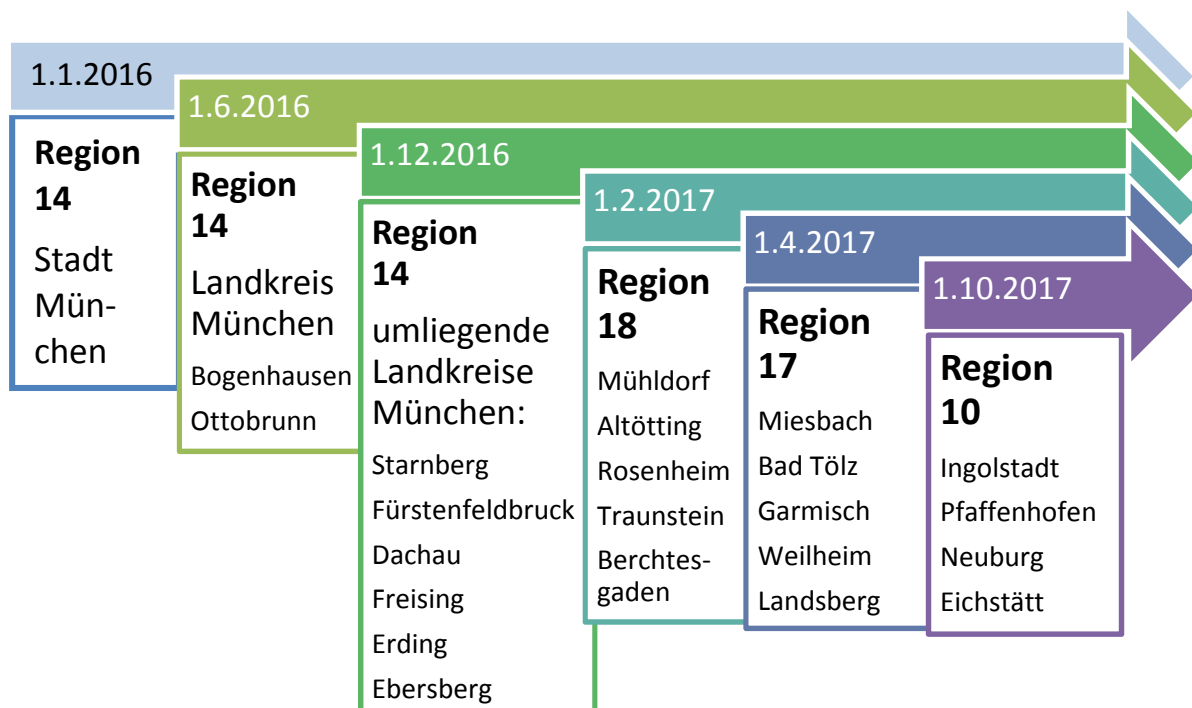 1.1.2016
Region
14
Stadt
Mün-
chen
1.6.2016
Region
14
Landkreis
München
Bogenhausen
Ottobrunn
1.12.2016
Region
14
umliegende
Landkreise
München:
Starnberg
Fürstenfeldbruck
Dachau
Freising
Erding
Ebersberg
1.2.2017
Region
18
Mühldorf
Altötting
Rosenheim
Traunstein
Berchtes-
gaden
1.4.2017
Region
17
Miesbach
Bad Tölz
Garmisch
Weilheim
Landsberg
1.10.2017
Region
10
Ingolstadt
Pfaffenhofen
Neuburg
Eichstätt